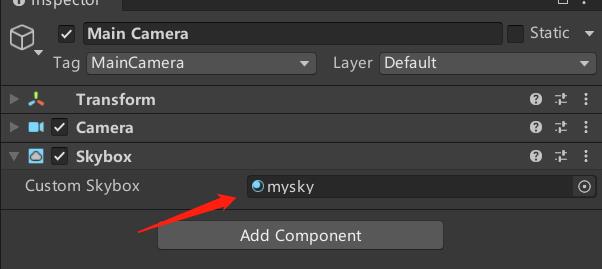 Inspector
Main Camera
Static
Tag MainCamera Layer Default
Transform
Camera
Skybox
Custom Skybox mysky
Add Component